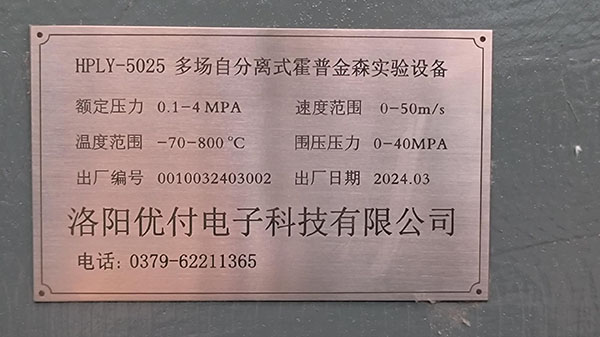 HPLY-5025 多场自分离式霍普金森实验设备
额定压力 0.1-4 MPA 速度范围 0-50m/s
温度范围 -70-800 ℃ 围压压力 0-40MPA
出厂编号 0010032403002 出厂日期 2024.03
洛阳优付电子科技有限公司
电话: 0379-62211365